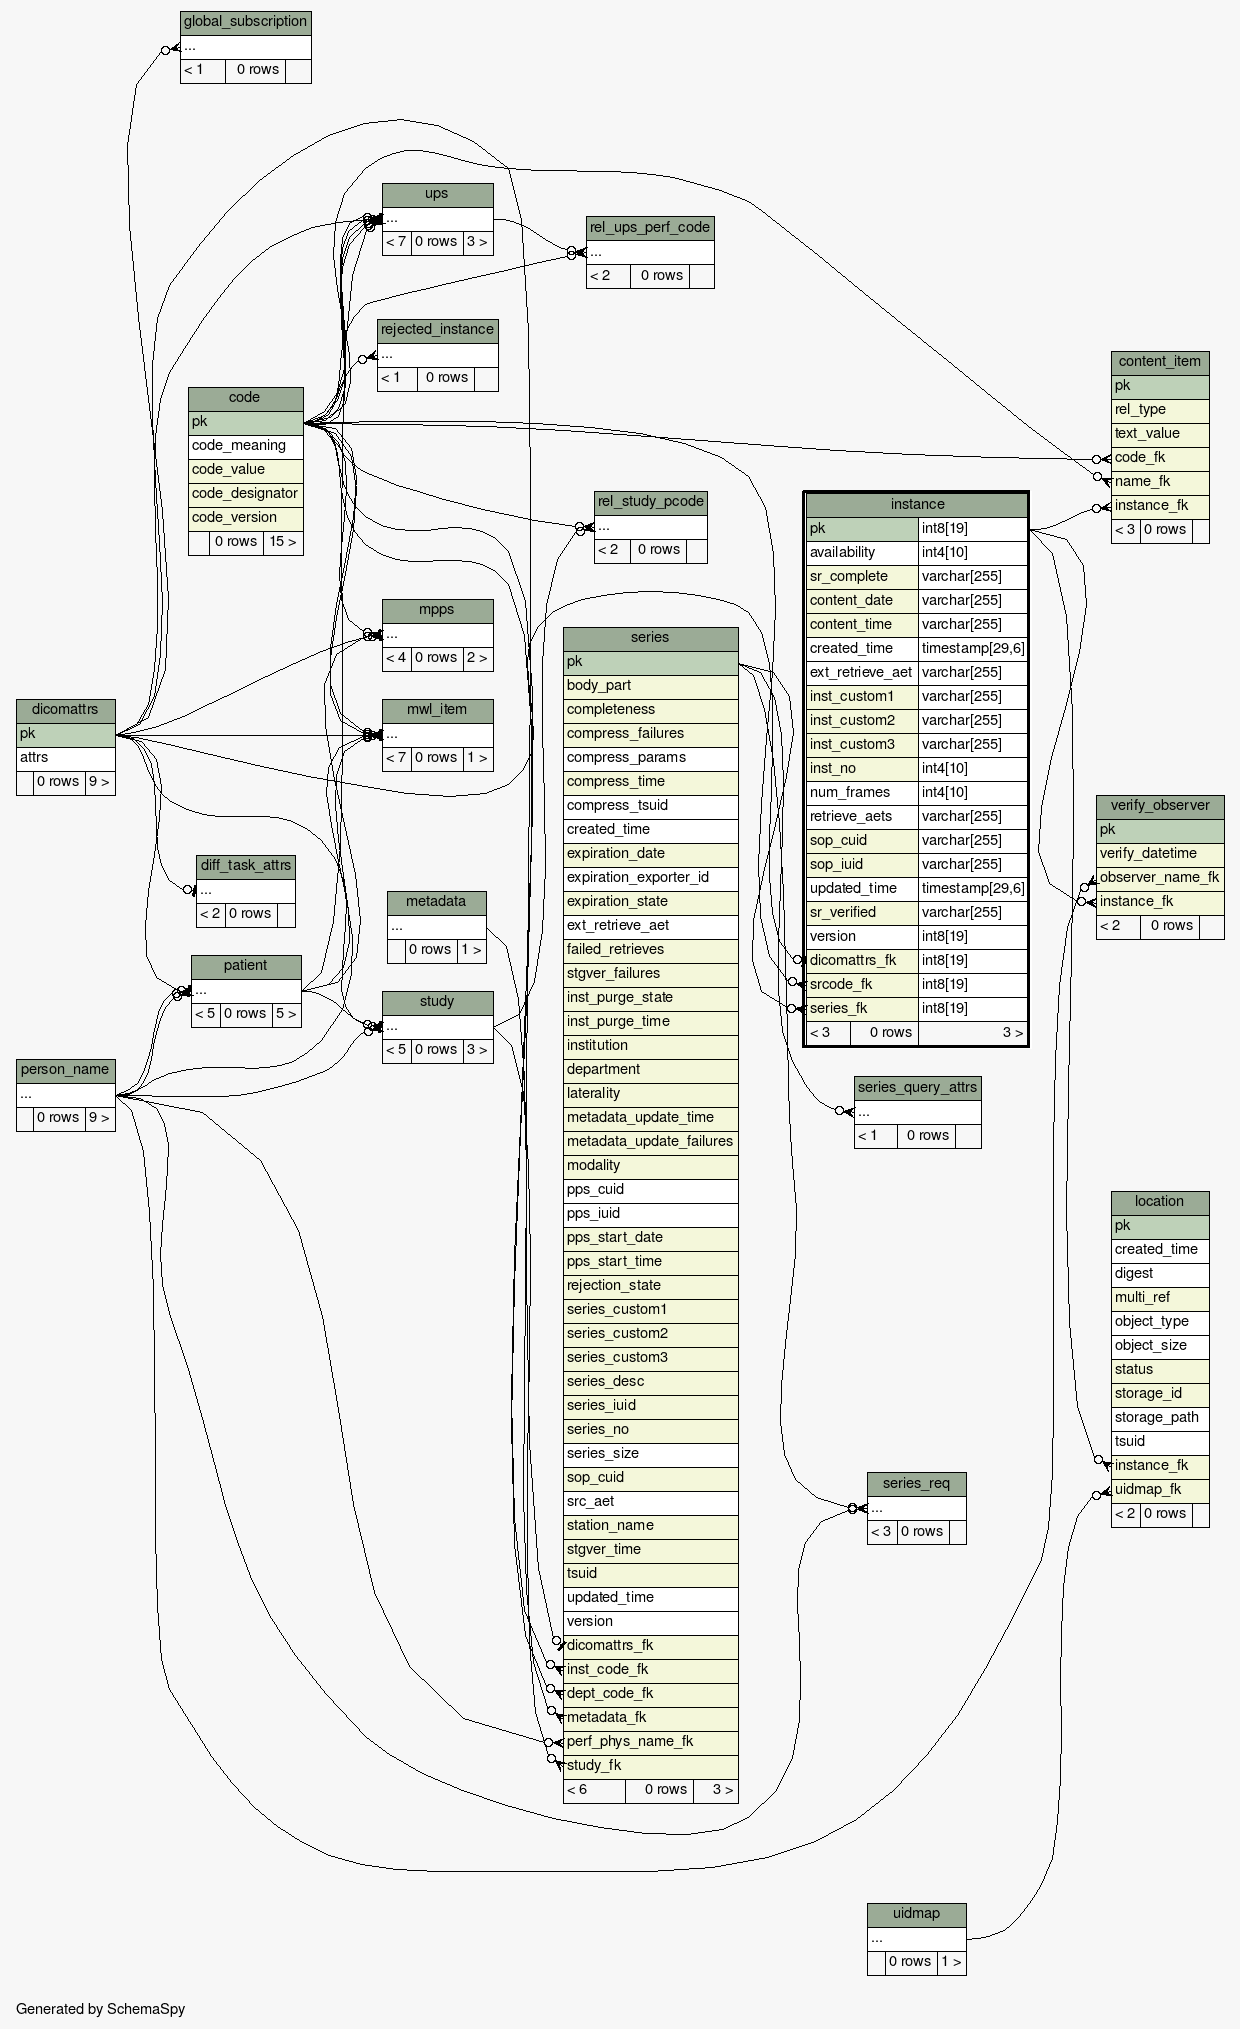 global_subscription
...
< 1 0 rows
ups
...
< 7 0 rows 3 >
rel_ups_perf_code
...
< 2 0 rows
rejected_instance
...
< 1 0 rows
content_item
pk
rel_type
text_value
code_fk
name_fk
instance_fk
< 3 0 rows
code
pk
code_meaning
code_value
code_designator
code_version
0 rows 15 >
rel_study_pcode
...
< 2 0 rows
instance
pk int8[19]
availability int4[10]
sr_complete varchar[255]
content_date varchar[255]
content_time varchar[255]
created_time timestamp[29,6]
ext_retrieve_aet varchar[255]
inst_custom1 varchar[255]
inst_custom2 varchar[255]
inst_custom3 varchar[255]
inst_no int4[10]
num_frames int4[10]
retrieve_aets varchar[255]
sop_cuid varchar[255]
sop_iuid varchar[255]
updated_time timestamp[29,6]
sr_verified varchar[255]
version int8[19]
dicomattrs_fk int8[19]
srcode_fk int8[19]
series_fk int8[19]
< 3 0 rows 3 >
mpps
...
< 4 0 rows 2 >
series
pk
body_part
completeness
compress_failures
compress_params
compress_time
compress_tsuid
created_time
expiration_date
expiration_exporter_id
expiration_state
ext_retrieve_aet
failed_retrieves
stgver_failures
inst_purge_state
inst_purge_time
institution
department
laterality
metadata_update_time
metadata_update_failures
modality
pps_cuid
pps_iuid
pps_start_date
pps_start_time
rejection_state
series_custom1
series_custom2
series_custom3
series_desc
series_iuid
series_no
series_size
sop_cuid
src_aet
station_name
stgver_time
tsuid
updated_time
version
dicomattrs_fk
inst_code_fk
dept_code_fk
metadata_fk
perf_phys_name_fk
study_fk
< 6 0 rows 3 >
dicomattrs
pk
attrs
0 rows 9 >
mwl_item
...
< 7 0 rows 1 >
verify_observer
pk
verify_datetime
observer_name_fk
instance_fk
< 2 0 rows
diff_task_attrs
...
< 2 0 rows
metadata
...
0 rows 1 >
patient
...
< 5 0 rows 5 >
study
...
< 5 0 rows 3 >
person_name
...
0 rows 9 >
series_query_attrs
...
< 1 0 rows
location
pk
created_time
digest
multi_ref
object_type
object_size
status
storage_id
storage_path
tsuid
instance_fk
uidmap_fk
< 2 0 rows
series_req
...
< 3 0 rows
uidmap
...
0 rows 1 >
Generated by SchemaSpy